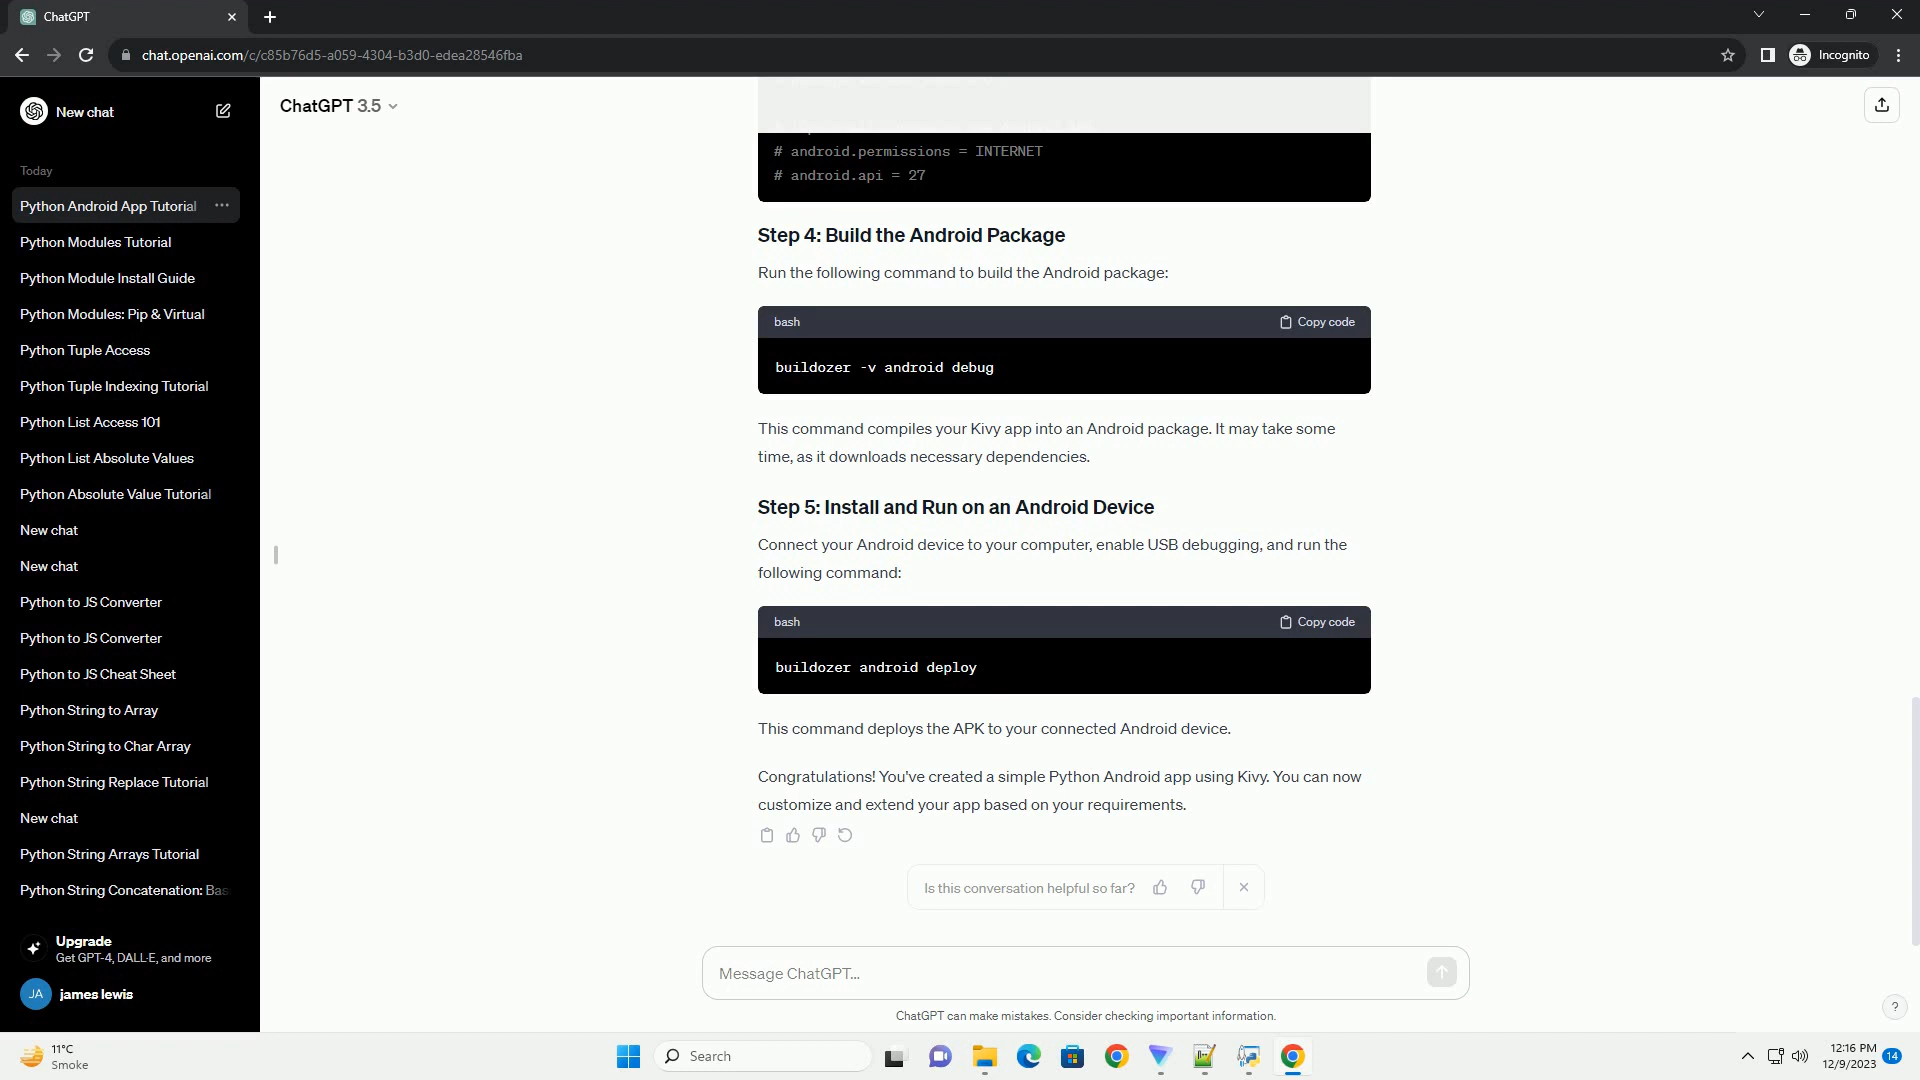 ChatGPT
chat.openai.com/c/c85b76d5-a059-4304-b3d0-edea28546fba
Incognito
New chat
Today
Python Android App Tutorial
Python Modules Tutorial
Python Module Install Guide
Python Modules: Pip & Virtual
Python Tuple Access
Python Tuple Indexing Tutorial
Python List Access 101
Python List Absolute Values
Python Absolute Value Tutorial
New chat
New chat
Python to JS Converter
Python to JS Converter
Python to JS Cheat Sheet
Python String to Array
Python String to Char Array
Python String Replace Tutorial
New chat
Python String Arrays Tutorial
Python String Concatenation: Bas
Upgrade
Get GPT-4, DALL·E, and more
JA
james lewis
ChatGPT 3.5
# android.permissions = INTERNET
# android.api = 27
Step 4: Build the Android Package
Run the following command to build the Android package:
bash
Copy code
buildozer -v android debug
This command compiles your Kivy app into an Android package. It may take some
time, as it downloads necessary dependencies.
Step 5: Install and Run on an Android Device
Connect your Android device to your computer, enable USB debugging, and run the
following command:
bash
Copy code
buildozer android deploy
This command deploys the APK to your connected Android device.
Congratulations! You've created a simple Python Android app using Kivy. You can now
customize and extend your app based on your requirements.
Is this conversation helpful so far?
Message ChatGPT...
ChatGPT can make mistakes. Consider checking important information.
?
11°C
Smoke
Search
12:16 PM
12/9/2023
14